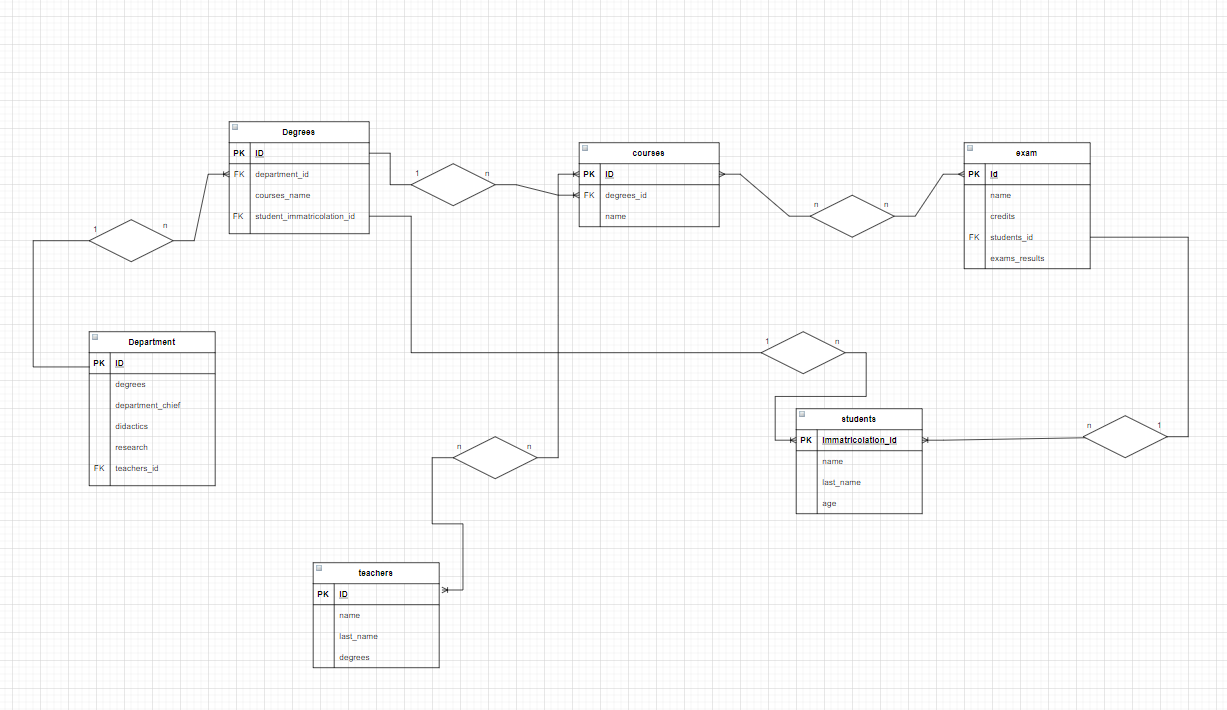 Degrees
PK ID
FK department_id
courses_name
FK student_immatricolation_id
1 n
courses
PK ID
FK degrees_id
name
n n
exam
PK Id
name
credits
FK students_id
exams_results
1 n
Department
PK ID
degrees
department_chief
didactics
research
FK teachers_id
1 n
students
PK immatricolation_id
name
last_name
age
n 1
n n
teachers
PK ID
name
last_name
degrees